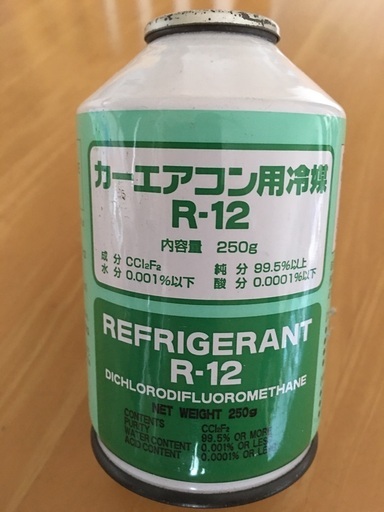 カーエアコン用冷媒
R-12
内容量 250g
成分 CCl₂F₂ 純分 99.5%以上
水分 0.001%以下 酸分 0.0001%以下
REFRIGERANT
R-12
DICHLORODIFLUOROMETHANE
NET WEIGHT 250g
CONTENTS CCl₂F₂
PURITY 99.5% OR MORE
WATER CONTENT 0.001% OR LES
ACID CONTENT 0.0001% OR LE